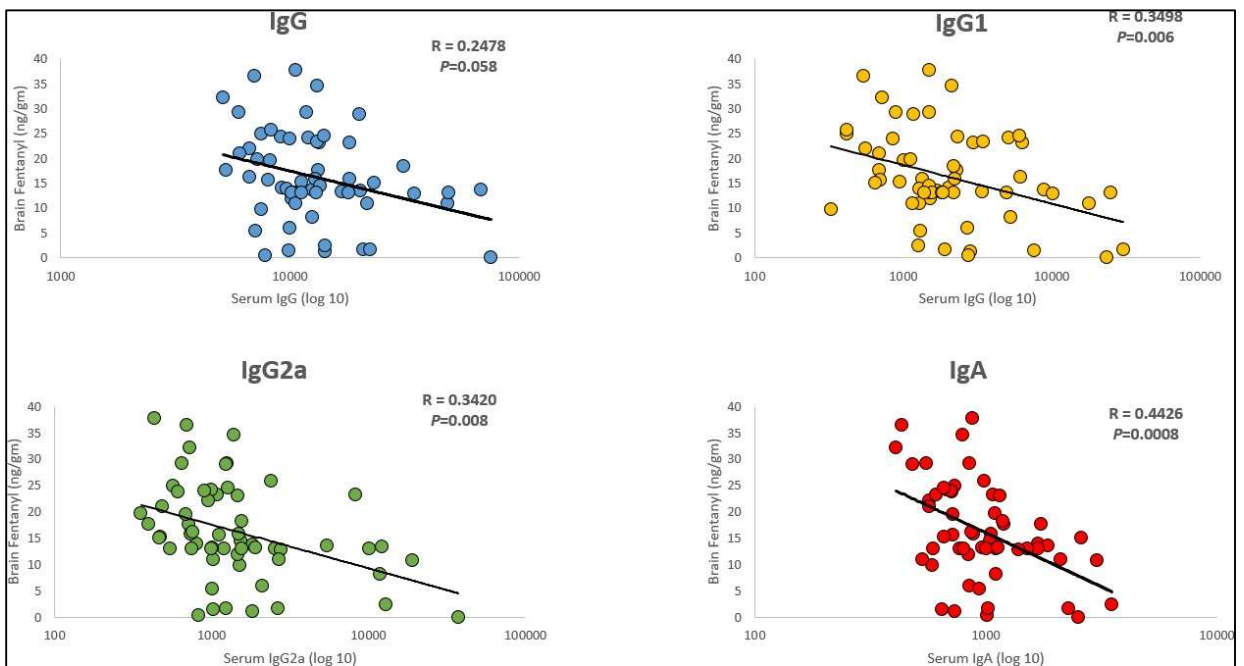 IgG
R = 0.2478
P=0.058
Brain Fentanyl (ng/gm)
40
35
30
25
20
15
10
5
0
1000
10000
100000
Serum IgG (log 10)
IgG1
R = 0.3498
P=0.006
Brain Fentanyl (ng/gm)
40
35
30
25
20
15
10
5
0
100
1000
10000
100000
Serum IgG (log 10)
IgG2a
R = 0.3420
P=0.008
Brain Fentanyl (ng/gm)
40
35
30
25
20
15
10
5
0
100
1000
10000
100000
Serum IgG2a (log 10)
IgA
R = 0.4426
P=0.0008
Brain Fentanyl (ng/gm)
40
35
30
25
20
15
10
5
0
100
1000
10000
Serum IgA (log 10)